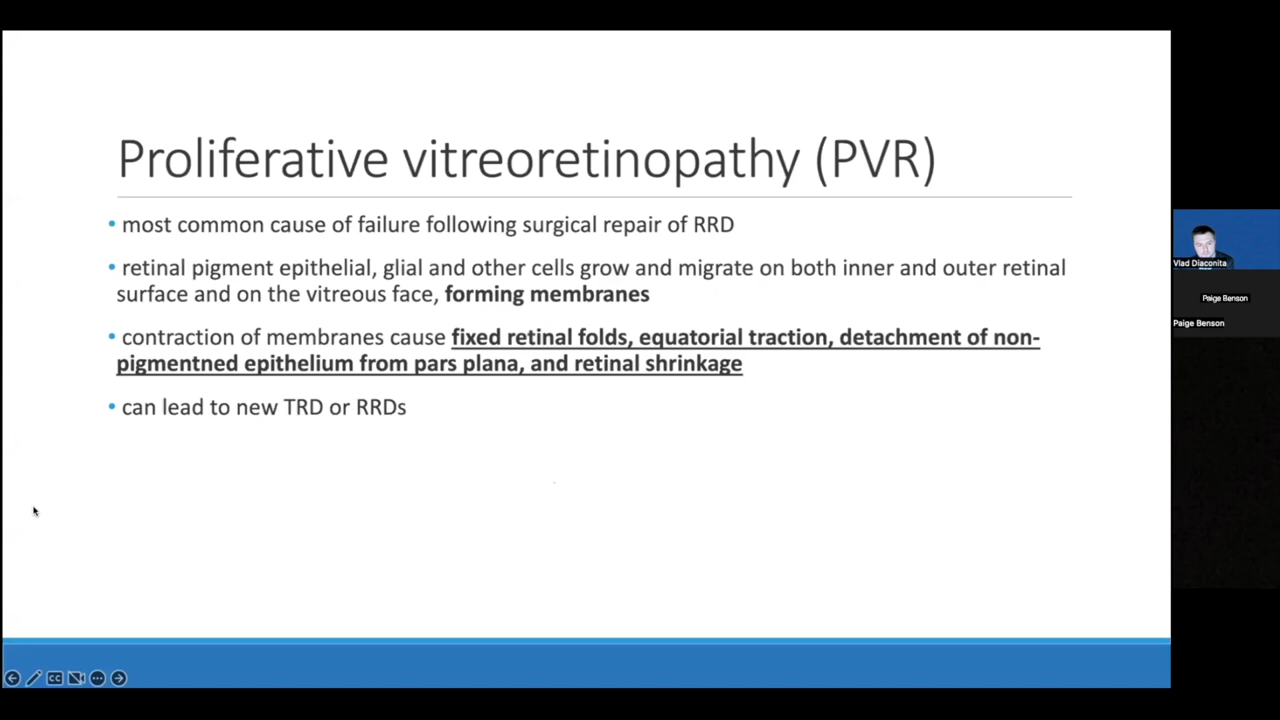 Proliferative vitreoretinopathy (PVR)
• most common cause of failure following surgical repair of RRD
• retinal pigment epithelial, glial and other cells grow and migrate on both inner and outer retinal
surface and on the vitreous face, forming membranes
• contraction of membranes cause fixed retinal folds, equatorial traction, detachment of non-
pigmentned epithelium from pars plana, and retinal shrinkage
• can lead to new TRD or RRDs
Vlad Diaconita
Paige Benson
Paige Benson
CC